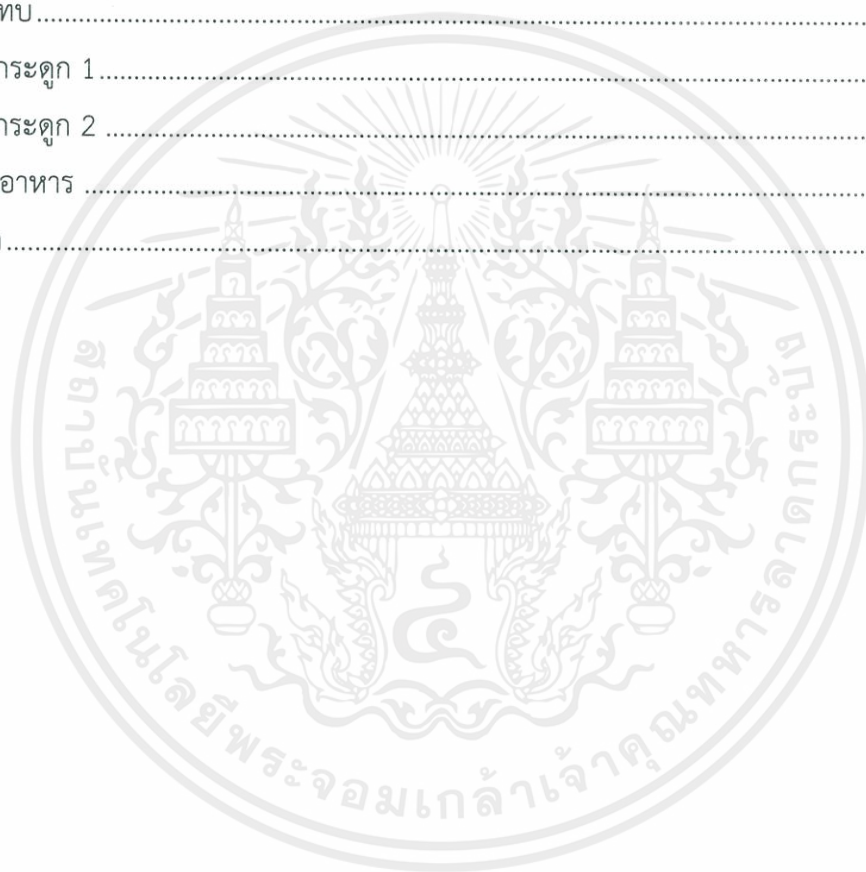 ทบ
กระดูก 1
กระดูก 2
อาหาร
สถาบันเทคโนโลยีพระจอมเกล้าเจ้าคุณทหารลาดกระบัง